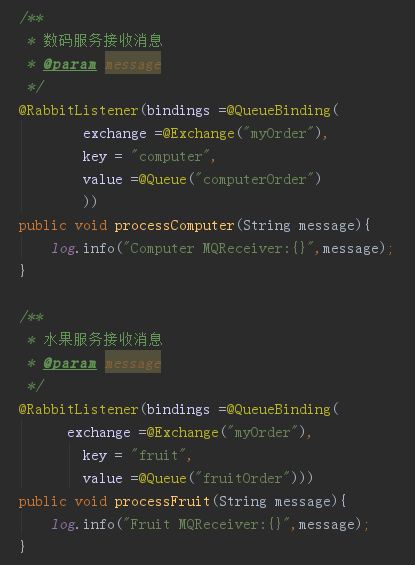 /**
 * 数码服务接收消息
 * @param message
 */
@RabbitListener(bindings =@QueueBinding(
        exchange =@Exchange("myOrder"),
        key = "computer",
        value =@Queue("computerOrder")
        ))
public void processComputer(String message){
    log.info("Computer MQReceiver:{}",message);
}
/**
 * 水果服务接收消息
 * @param message
 */
@RabbitListener(bindings =@QueueBinding(
      exchange =@Exchange("myOrder"),
        key = "fruit",
        value =@Queue("fruitOrder")))
public void processFruit(String message){
    log.info("Fruit MQReceiver:{}",message);
}